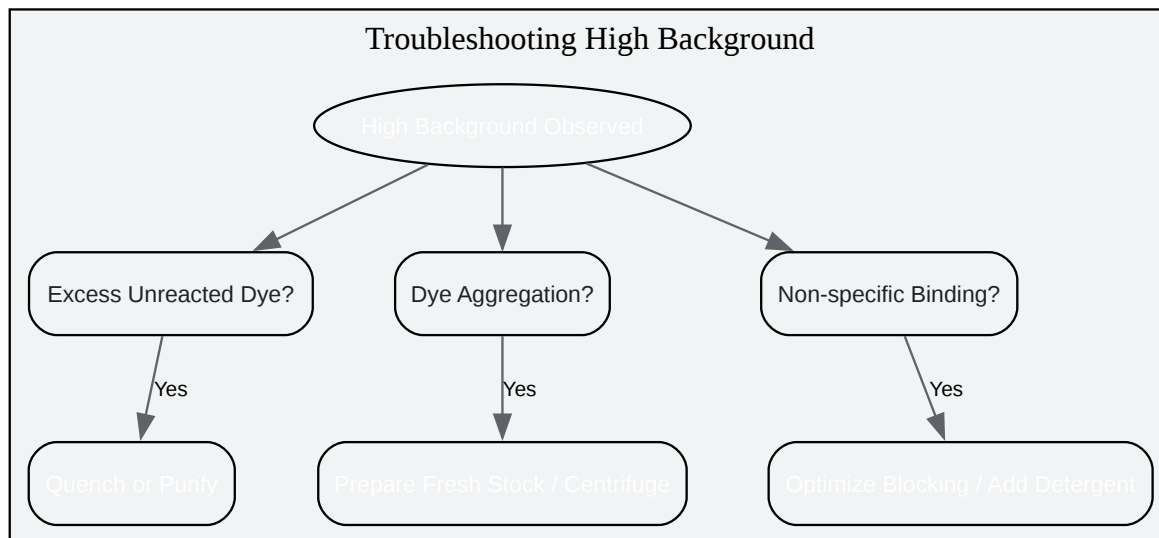 Troubleshooting High Background
High Background Observed
Excess Unreacted Dye?
Dye Aggregation?
Non-specific Binding?
Yes
Yes
Yes
Quench or Purify
Prepare Fresh Stock / Centrifuge
Optimize Blocking / Add Detergent